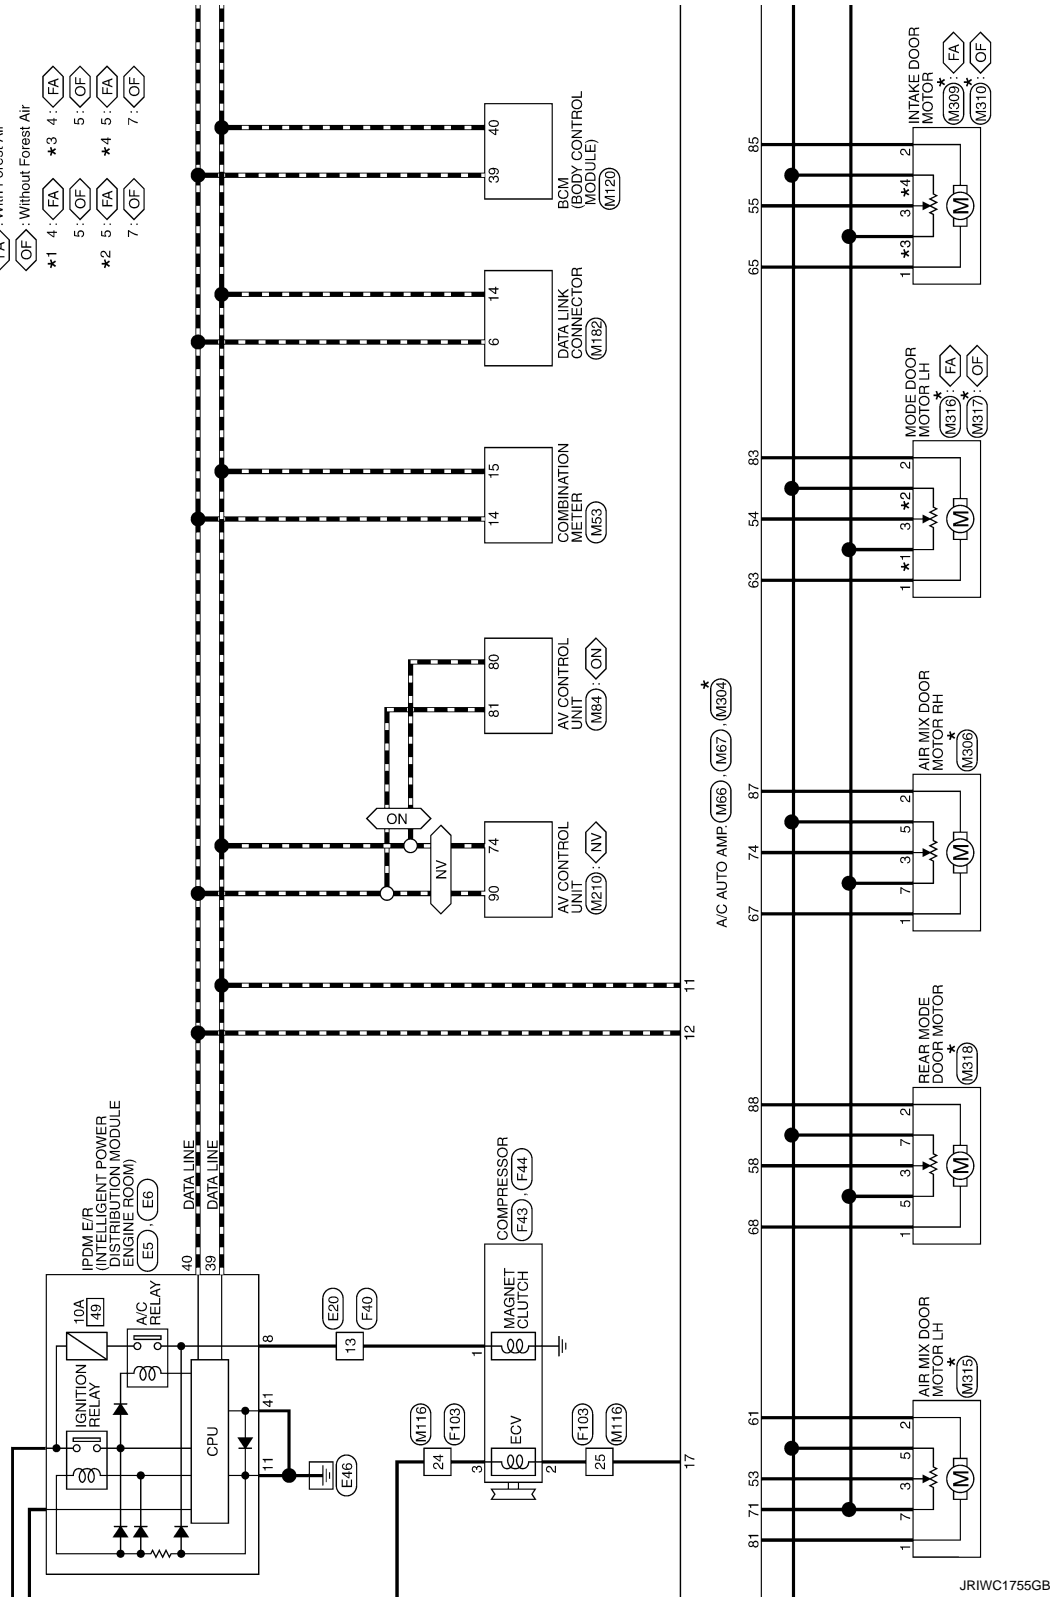 : With Forest Air
OF : Without Forest Air
*1 4 : FA
5 : OF
*2 5 : FA
7 : OF
*3 4 : FA
5 : OF
*4 5 : FA
7 : OF
IPDM E/R
(INTELLIGENT POWER
DISTRIBUTION MODULE
ENGINE ROOM)
E5 , E6
10A
49
A/C
RELAY
IGNITION
RELAY
CPU
40
39
DATA LINE
DATA LINE
8
41
11
E46
E20
13
F40
COMPRESSOR
F43 , F44
1
MAGNET
CLUTCH
M116
24
F103
3
ECV
2
F103
25
M116
17
12
11
90
74
NV
ON
AV CONTROL
UNIT
M210 : NV
81
80
AV CONTROL
UNIT
M84 : ON
14
15
COMBINATION
METER
M53
6
14
DATA LINK
CONNECTOR
M182
39
40
BCM
(BODY CONTROL
MODULE)
M120
A/C AUTO AMP. M66 , M67 , M304 *
81
71
53
61
1
7
3
5
2
M
AIR MIX DOOR
MOTOR LH
M315 *
68
58
88
1
5
3
7
2
M
REAR MODE
DOOR MOTOR
M318 *
67
74
87
1
7
3
5
2
M
AIR MIX DOOR
MOTOR RH
M306 *
63
54
83
1
*1
3
*2
2
M
MODE DOOR
MOTOR LH
M316 * : FA
M317 * : OF
65
55
85
1
*3
3
*4
2
M
INTAKE DOOR
MOTOR
M309 * : FA
M310 * : OF
JRIWC1755GB